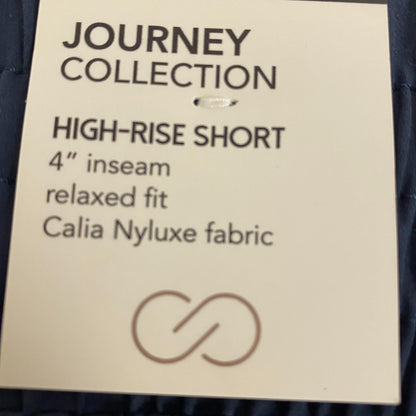 JOURNEY
COLLECTION
HIGH-RISE SHORT
4” inseam
relaxed fit
Calia Nyluxe fabric